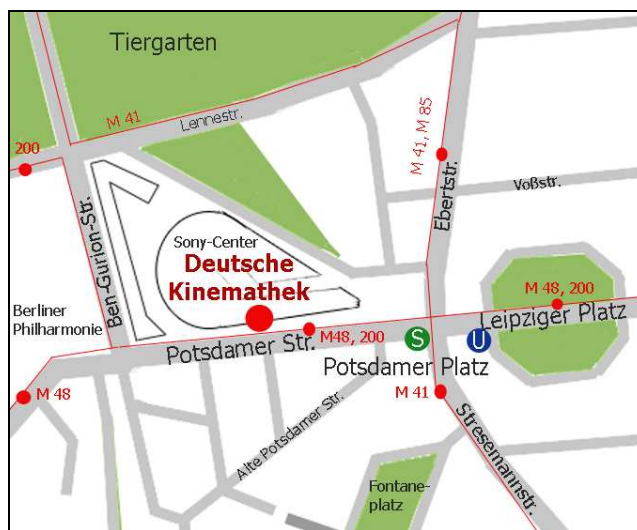 Tiergarten
M 41
Lennestr.
200
M 41, M 85
Ebertstr.
Voßstr.
Ben-Gurion-Str.
Sony-Center
Deutsche
Kinemathek
Berliner
Philharmonie
M 48, 200
Leipziger Platz
Potsdamer Str.
M48, 200
S
U
Potsdamer Platz
M 48
M 41
Alte Potsdamer Str.
Stresemannstr.
Fontane-
platz